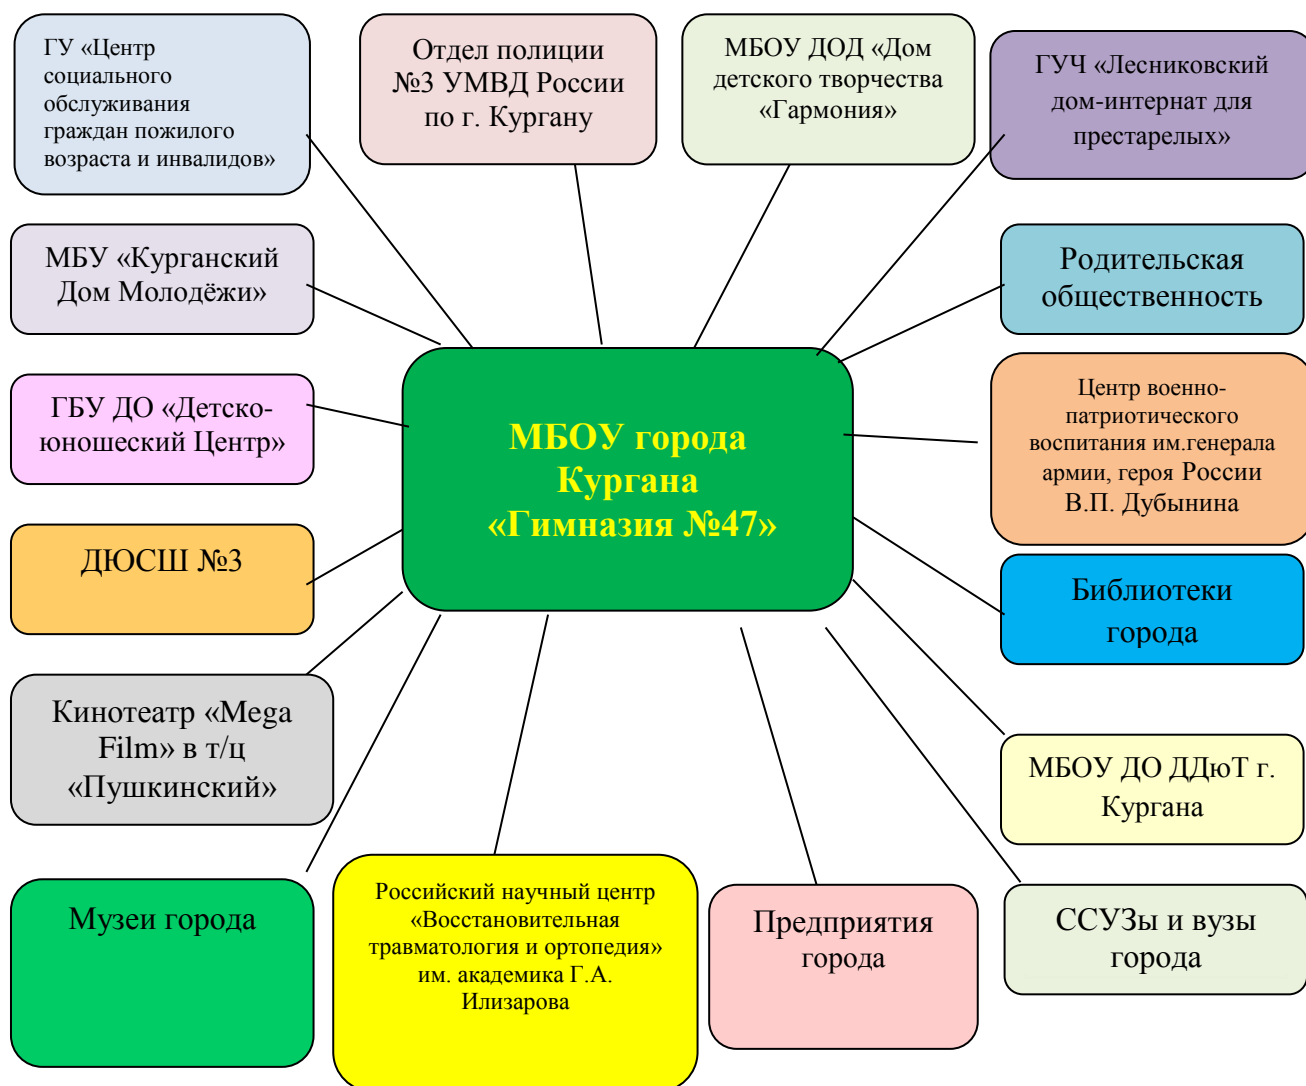 ГУ «Центр
социального
обслуживания
граждан пожилого
возраста и инвалидов»
Отдел полиции
№3 УМВД России
по г. Кургану
МБОУ ДОД «Дом
детского творчества
«Гармония»
ГУЧ «Лесниковский
дом-интернат для
престарелых»
МБУ «Курганский
Дом Молодёжи»
Родительская
общественность
ГБУ ДО «Детско-
юношеский Центр»
МБОУ города
Кургана
«Гимназия №47»
Центр военно-
патриотического
воспитания им.генерала
армии, героя России
В.П. Дубынина
ДЮСШ №3
Библиотеки
города
Кинотеатр «Mega
Film» в т/ц
«Пушкинский»
МБОУ ДО ДДюТ г.
Кургана
Музеи города
Российский научный центр
«Восстановительная
травматология и ортопедия»
им. академика Г.А.
Илизарова
Предприятия
города
ССУЗы и вузы
города